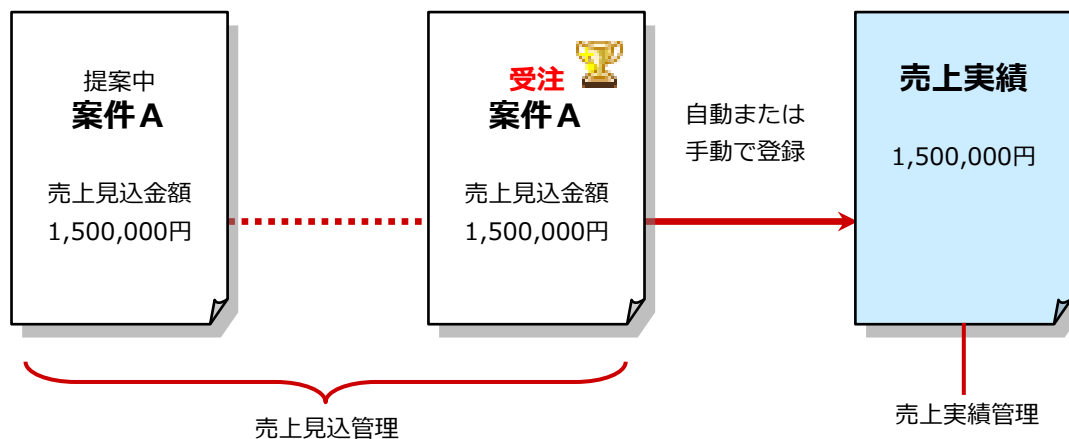 提案中
案件A
売上見込金額
1,500,000円
受注
案件A
売上見込金額
1,500,000円
自動または
手動で登録
売上実績
1,500,000円
売上見込管理
売上実績管理